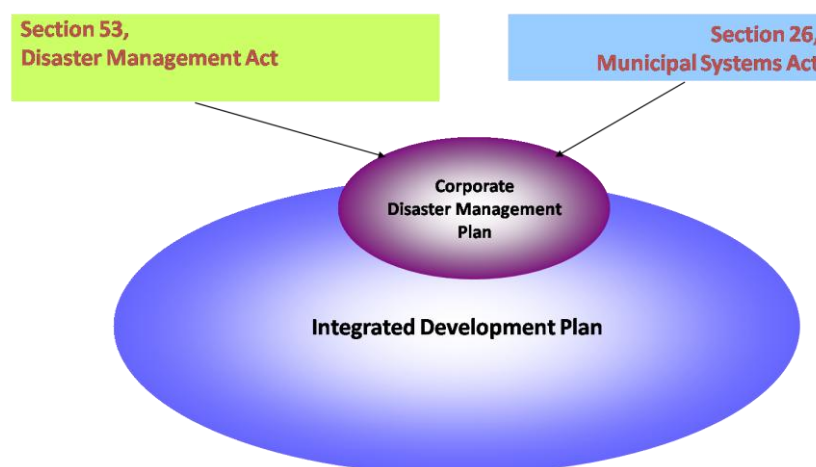 Section 53,
Disaster Management Act
Section 26,
Municipal Systems Act
Corporate
Disaster Management
Plan
Integrated Development Plan